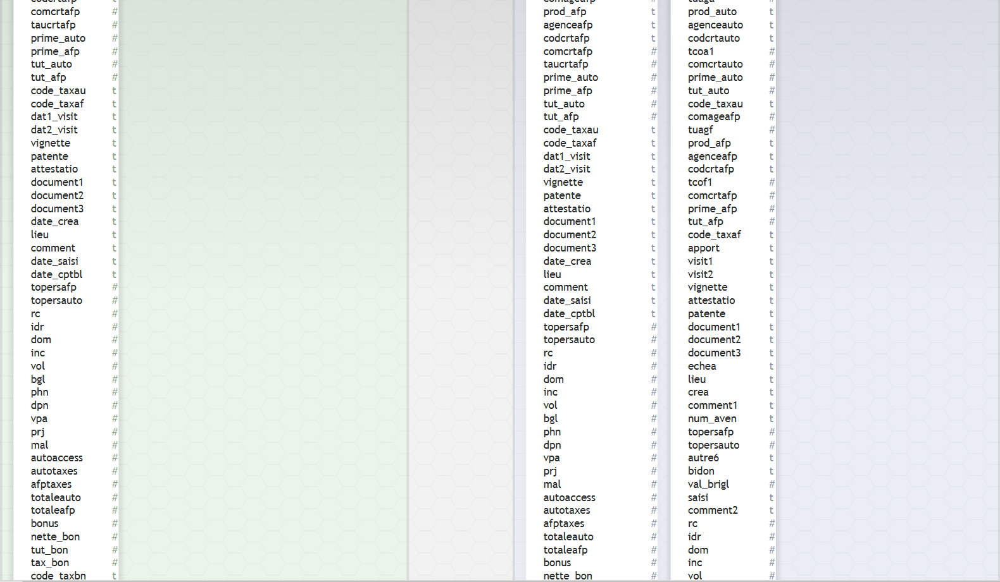 codcrtafp t
comcrtafp #
taucrtafp #
prime_auto #
prime_afp #
tut_auto #
tut_afp #
code_taxau t
code_taxaf t
dat1_visit t
dat2_visit t
vignette t
patente t
attestatio t
document1 t
document2 t
document3 t
date_crea t
lieu t
comment t
date_saisi t
date_cptbl t
topersafp #
topersauto #
rc #
idr #
dom #
inc #
vol #
bgl #
phn #
dpn #
vpa #
prj #
mal #
autoaccess #
autotaxes #
afptaxes #
totaleauto #
totaleafp #
bonus #
nette_bon #
tut_bon #
tax_bon #
code_taxbn t
comageafp #
prod_afp t
agenceafp t
codcrtafp t
comcrtafp #
taucrtafp #
prime_auto #
prime_afp #
tut_auto #
tut_afp #
code_taxau t
code_taxaf t
dat1_visit t
dat2_visit t
vignette t
patente t
attestatio t
document1 t
document2 t
document3 t
date_crea t
lieu t
comment t
date_saisi t
date_cptbl t
topersafp #
topersauto #
rc #
idr #
dom #
inc #
vol #
bgl #
phn #
dpn #
vpa #
prj #
mal #
autoaccess #
autotaxes #
afptaxes #
totaleauto #
totaleafp #
bonus #
nette_bon #
tuaga #
prod_auto t
agenceauto t
codcrtauto t
tcoa1 #
comcrtauto #
prime_auto #
tut_auto #
code_taxau t
comageafp #
tuagf #
prod_afp t
agenceafp t
codcrtafp t
tcof1 #
comcrtafp #
prime_afp #
tut_afp #
code_taxaf t
apport t
visit1 t
visit2 t
vignette t
attestatio t
patente t
document1 t
document2 t
document3 t
echea t
lieu t
crea t
comment1 t
num_aven t
topersafp #
topersauto #
autre6 t
bidon t
val_brigl #
saisi t
comment2 t
rc #
idr #
dom #
inc #
vol #